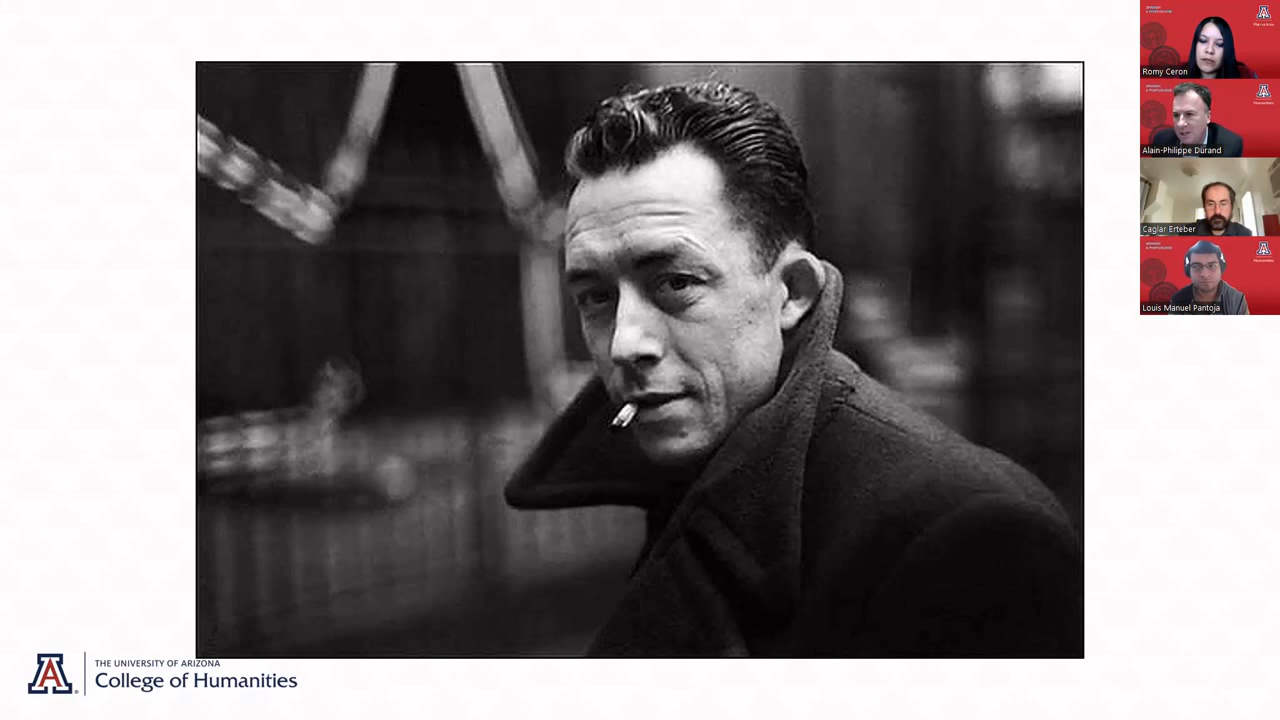 Romy Ceron
Alain-Philippe Durand
Caglar Erteber
Louis Manuel Pantoja
THE UNIVERSITY OF ARIZONA
College of Humanities